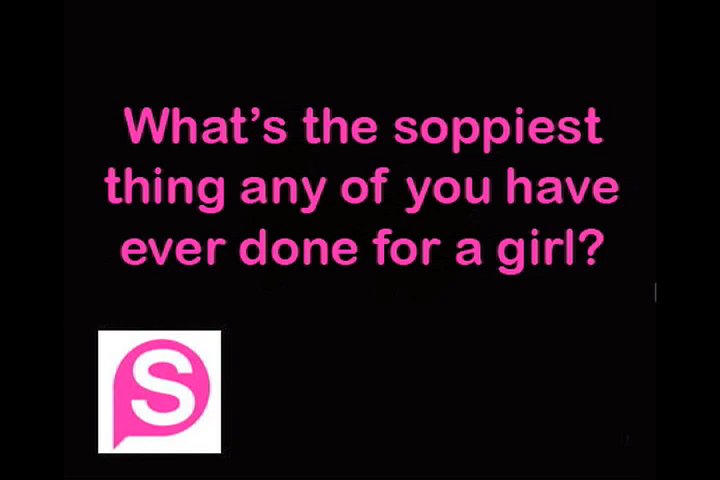 What's the soppiest
thing any of you have
ever done for a girl?
S